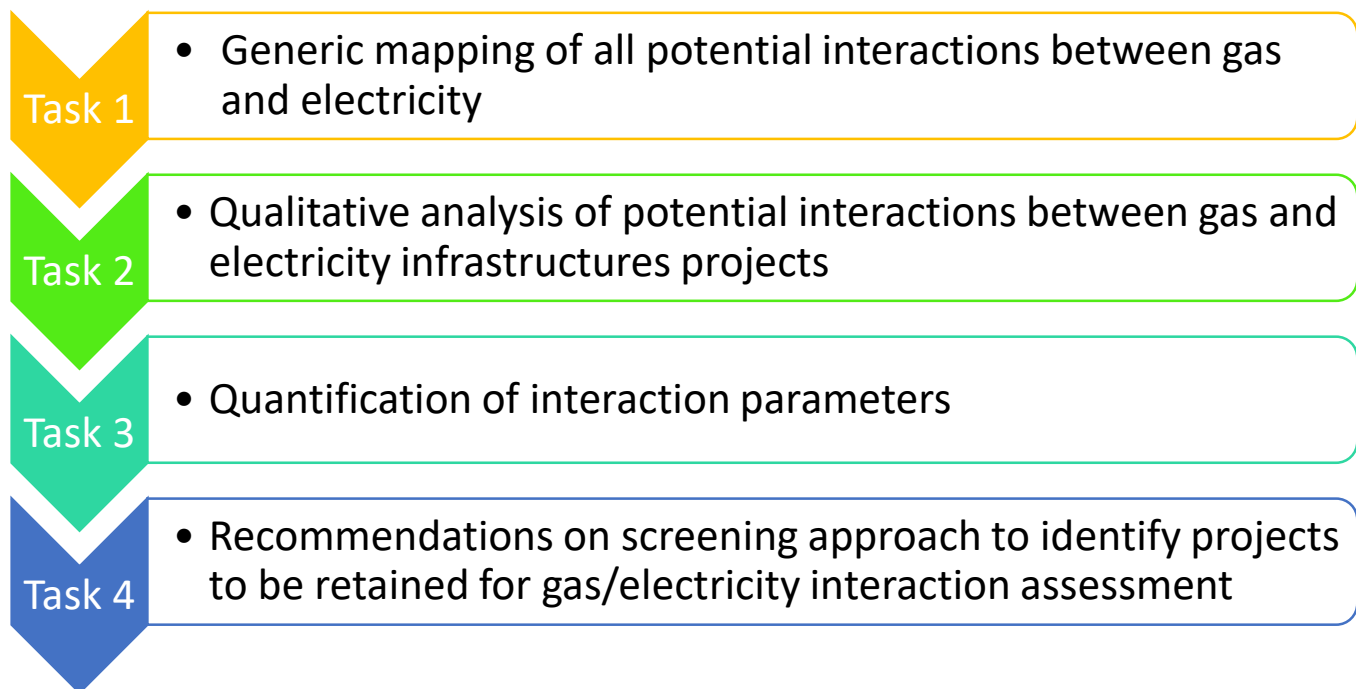 Task 1
• Generic mapping of all potential interactions between gas
and electricity
Task 2
• Qualitative analysis of potential interactions between gas and
electricity infrastructures projects
Task 3
• Quantification of interaction parameters
Task 4
• Recommendations on screening approach to identify projects
to be retained for gas/electricity interaction assessment